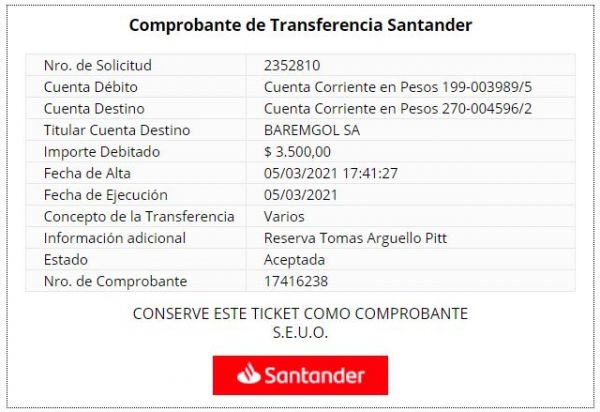 Comprobante de Transferencia Santander
Nro. de Solicitud 2352810
Cuenta Débito Cuenta Corriente en Pesos 199-003989/5
Cuenta Destino Cuenta Corriente en Pesos 270-004596/2
Titular Cuenta Destino BAREMGOL SA
Importe Debitado $ 3.500,00
Fecha de Alta 05/03/2021 17:41:27
Fecha de Ejecución 05/03/2021
Concepto de la Transferencia Varios
Información adicional Reserva Tomas Arguello Pitt
Estado Aceptada
Nro. de Comprobante 17416238
CONSERVE ESTE TICKET COMO COMPROBANTE
S.E.U.O.
Santander